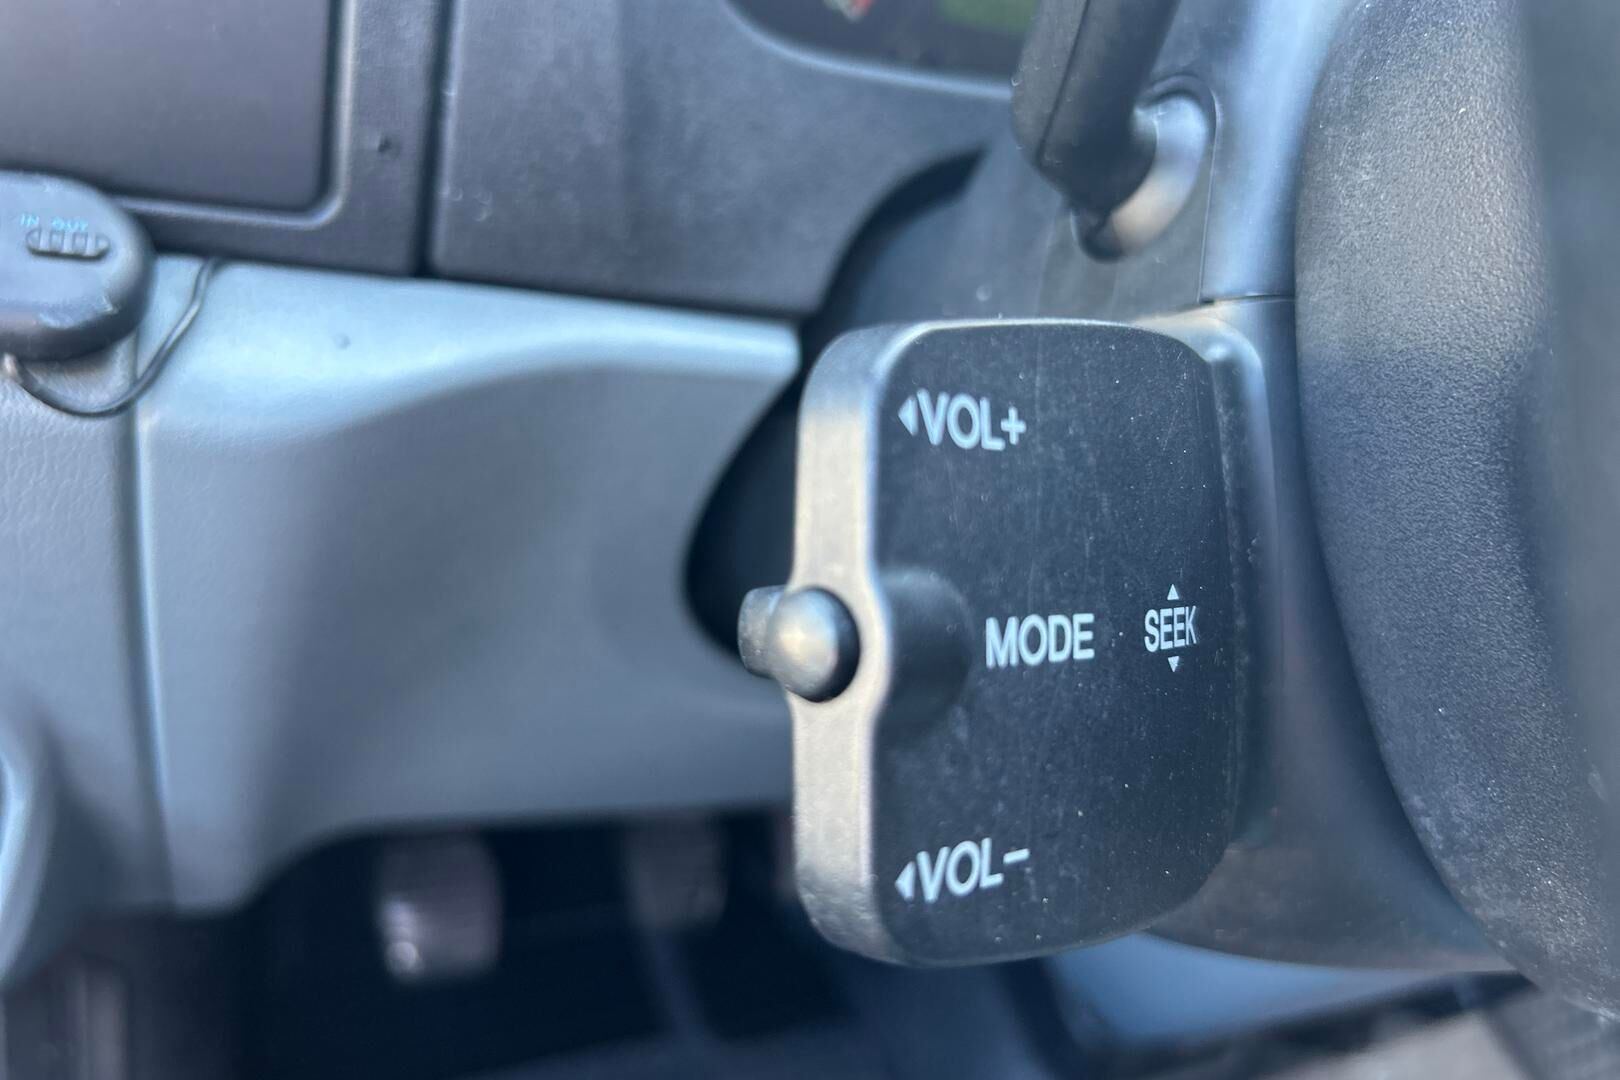 IN OUT
◀VOL+
MODE
▲
SEEK
▼
◀VOL−